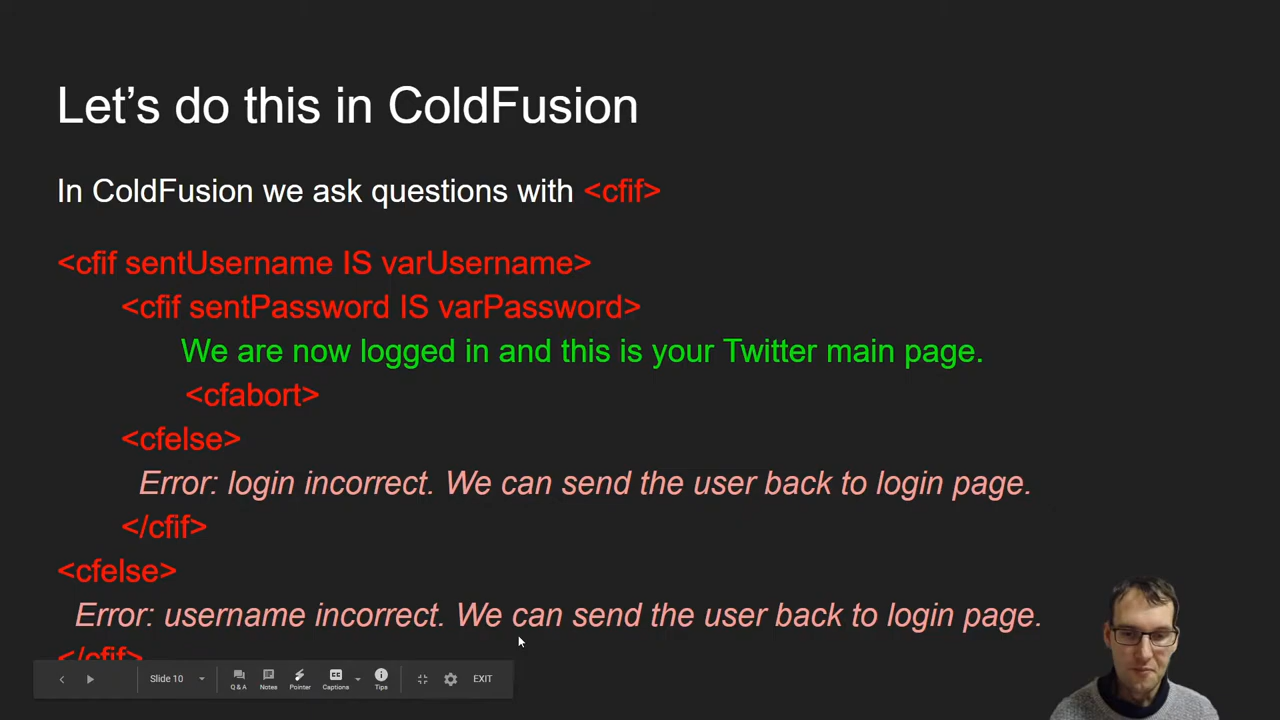 Let’s do this in ColdFusion
In ColdFusion we ask questions with <cfif>
<cfif sentUsername IS varUsername>
<cfif sentPassword IS varPassword>
We are now logged in and this is your Twitter main page.
<cfabort>
<cfelse>
Error: login incorrect. We can send the user back to login page.
</cfif>
<cfelse>
Error: username incorrect. We can send the user back to login page.
</cfif>
Slide 10 Q & A Notes Pointer CC Captions Tips EXIT